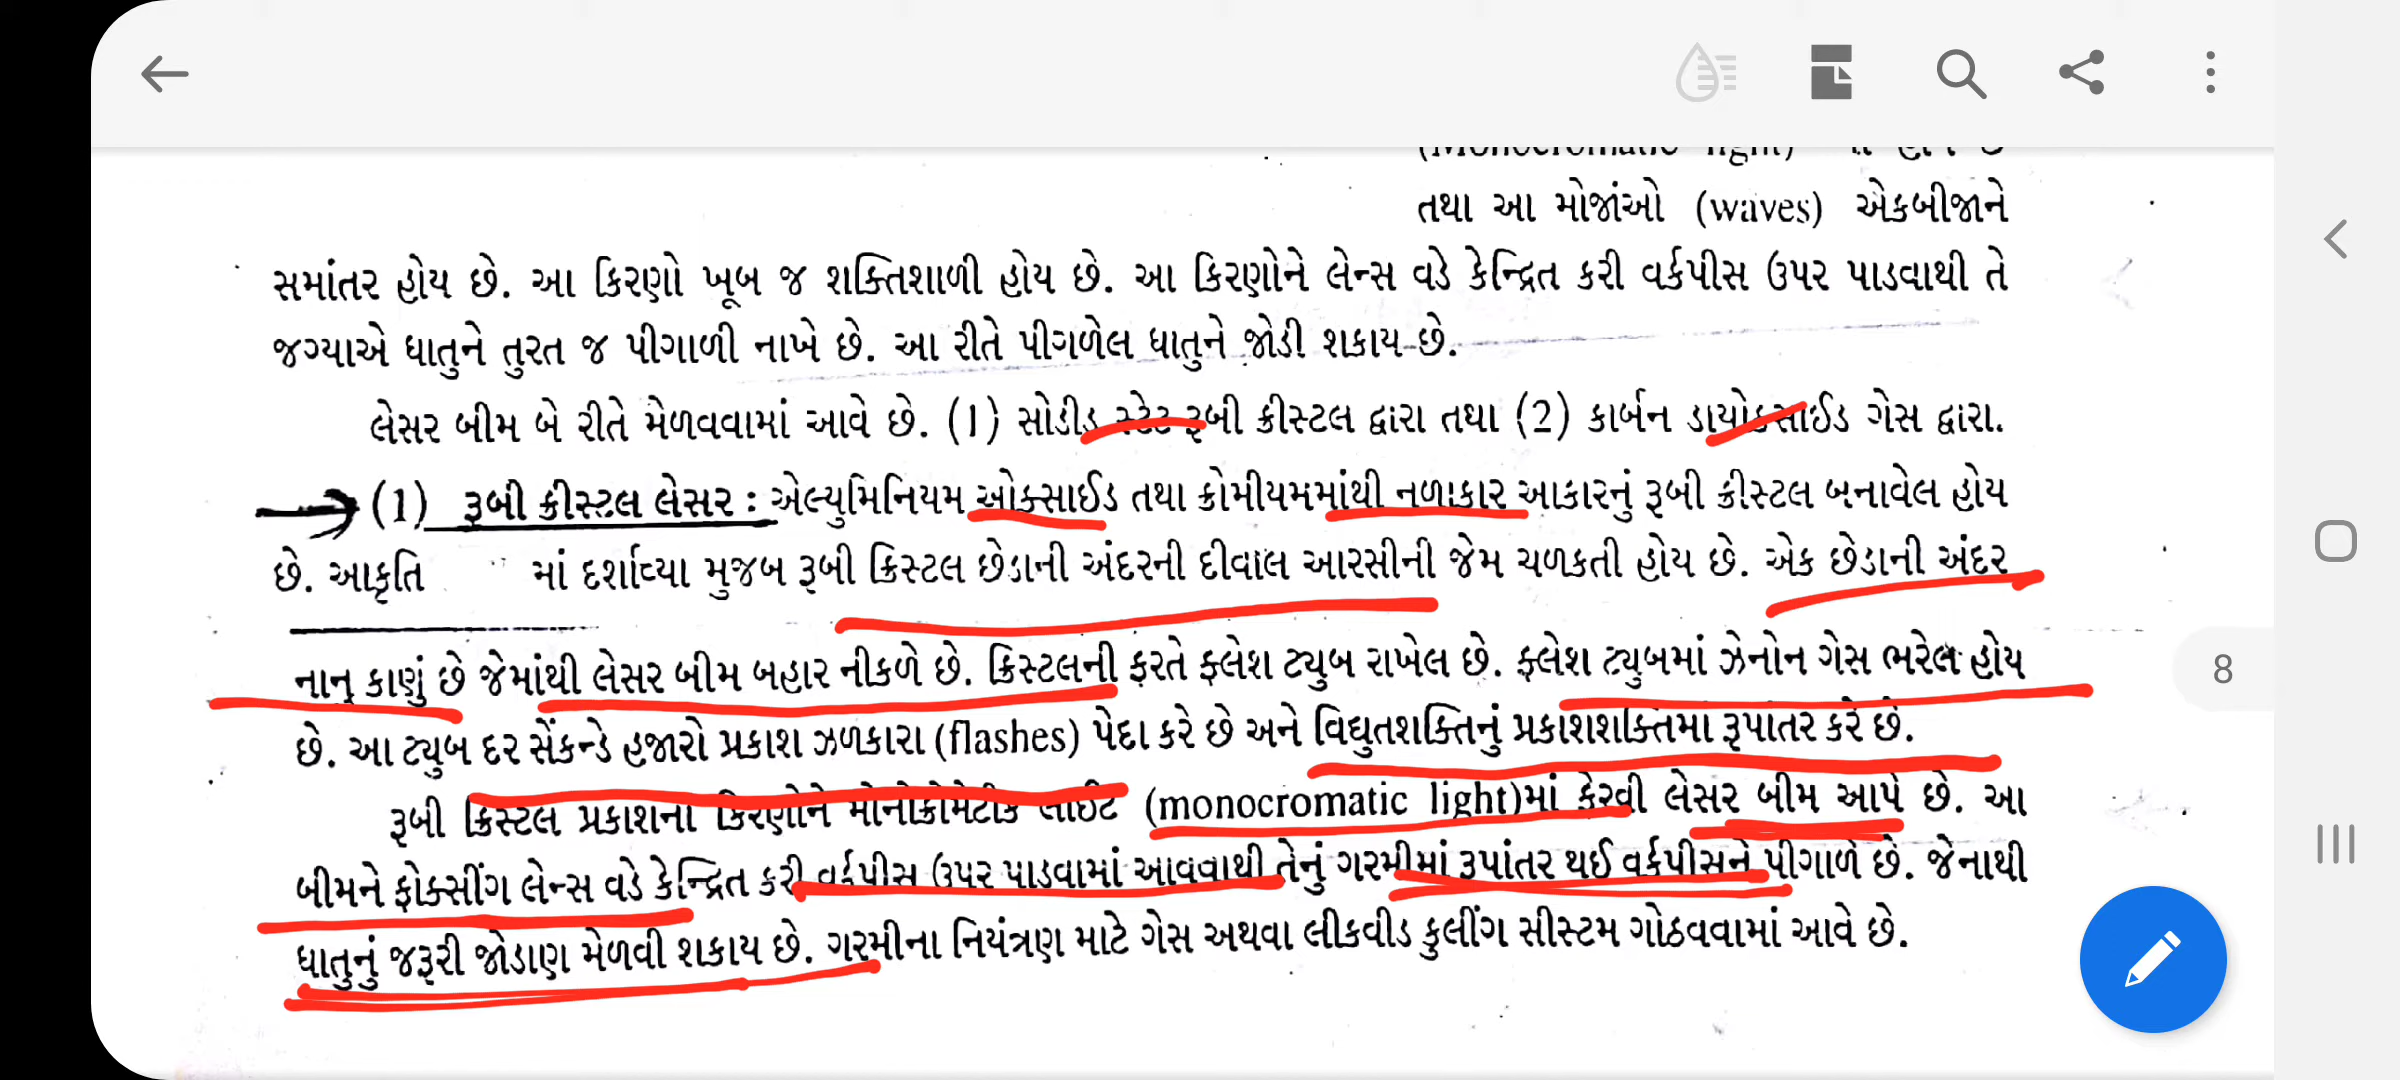 (Monocromatic light)
તથા આ મોજાંઓ (waves) એકબીજાને
સમાંતર હોય છે. આ કિરણો ખૂબ જ શક્તિશાળી હોય છે. આ કિરણોને લેન્સ વડે કેન્દ્રિત કરી વર્કપીસ ઉપર પાડવાથી તે
જગ્યાએ ધાતુને તુરત જ પીગાળી નાખે છે. આ રીતે પીગળેલ ધાતુને જોડી શકાય છે.
લેસર બીમ બે રીતે મેળવવામાં આવે છે. (1) સોડીડ સ્ટેટ રૂબી ક્રીસ્ટલ દ્વારા તથા (2) કાર્બન ડાયોકસાઈડ ગેસ દ્વારા.
(1) રૂબી ક્રીસ્ટલ લેસર : એલ્યુમિનિયમ ઓક્સાઈડ તથા ક્રોમીયમમાંથી નળાકાર આકારનું રૂબી ક્રીસ્ટલ બનાવેલ હોય
છે. આકૃતિ માં દર્શાવ્યા મુજબ રૂબી ક્રિસ્ટલ છેડાની અંદરની દીવાલ આરસીની જેમ ચળકતી હોય છે. એક છેડાની અંદર
નાનુ કાણું છે જેમાંથી લેસર બીમ બહાર નીકળે છે. ક્રિસ્ટલની ફરતે ફ્લેશ ટ્યુબ રાખેલ છે. ફ્લેશ ટ્યુબમાં ઝેનોન ગેસ ભરેલ હોય
છે. આ ટ્યુબ દર સેંકન્ડે હજારો પ્રકાશ ઝળકારા (flashes) પેદા કરે છે અને વિદ્યુતશક્તિનું પ્રકાશશક્તિમાં રૂપાંતર કરે છે.
રૂબી ક્રિસ્ટલ પ્રકાશના કિરણોને મોનોક્રોમેટીક લાઈટ (monocromatic light)માં ફેરવી લેસર બીમ આપે છે. આ
બીમને ફોક્સીંગ લેન્સ વડે કેન્દ્રિત કરી વર્કપીસ ઉપર પાડવામાં આવવાથી તેનું ગરમીમાં રૂપાંતર થઈ વર્કપીસને પીગાળે છે. જેનાથી
ધાતુનું જરૂરી જોડાણ મેળવી શકાય છે. ગરમીના નિયંત્રણ માટે ગેસ અથવા લીકવીડ કુલીંગ સીસ્ટમ ગોઠવવામાં આવે છે.
8